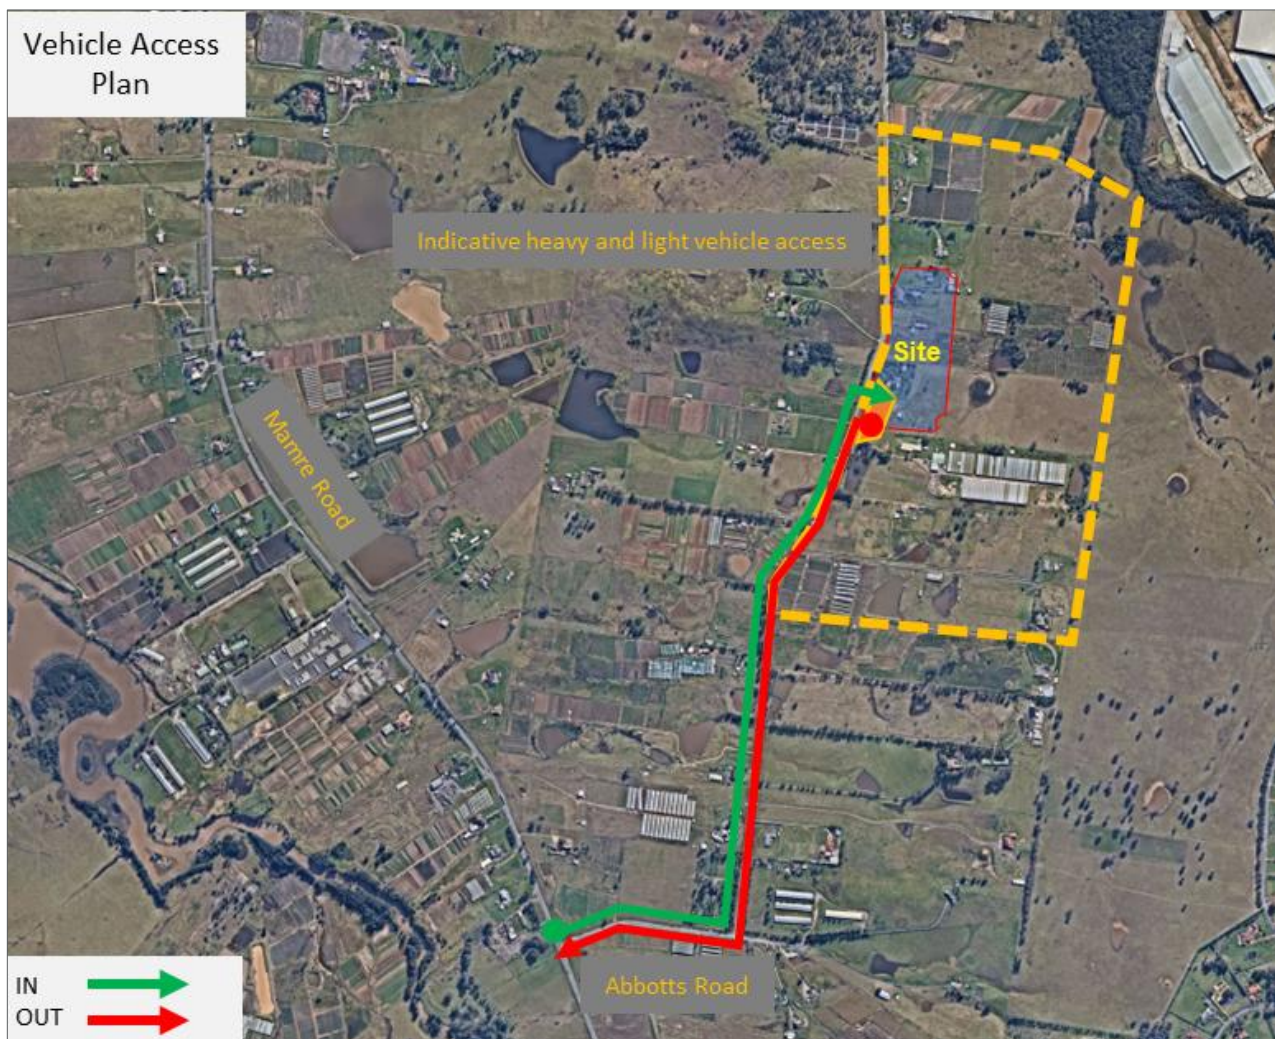 Vehicle Access
Plan
Indicative heavy and light vehicle access
Site
Mamre Road
Abbotts Road
IN
OUT